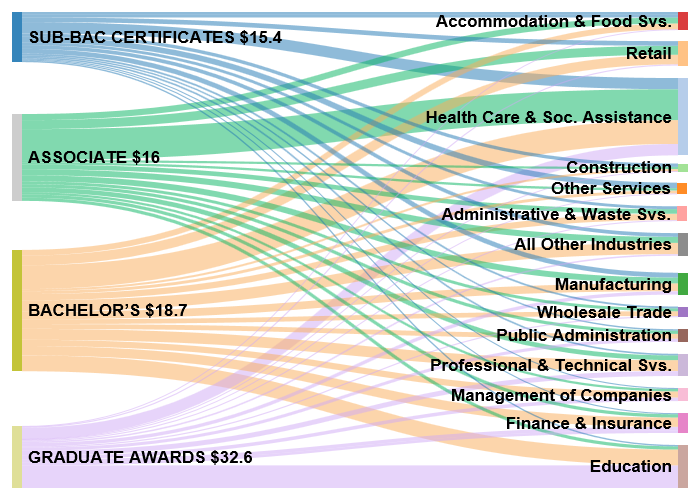 SUB-BAC CERTIFICATES $15.4
ASSOCIATE $16
BACHELOR’S $18.7
GRADUATE AWARDS $32.6
Accommodation & Food Svs.
Retail
Health Care & Soc. Assistance
Construction
Other Services
Administrative & Waste Svs.
All Other Industries
Manufacturing
Wholesale Trade
Public Administration
Professional & Technical Svs.
Management of Companies
Finance & Insurance
Education